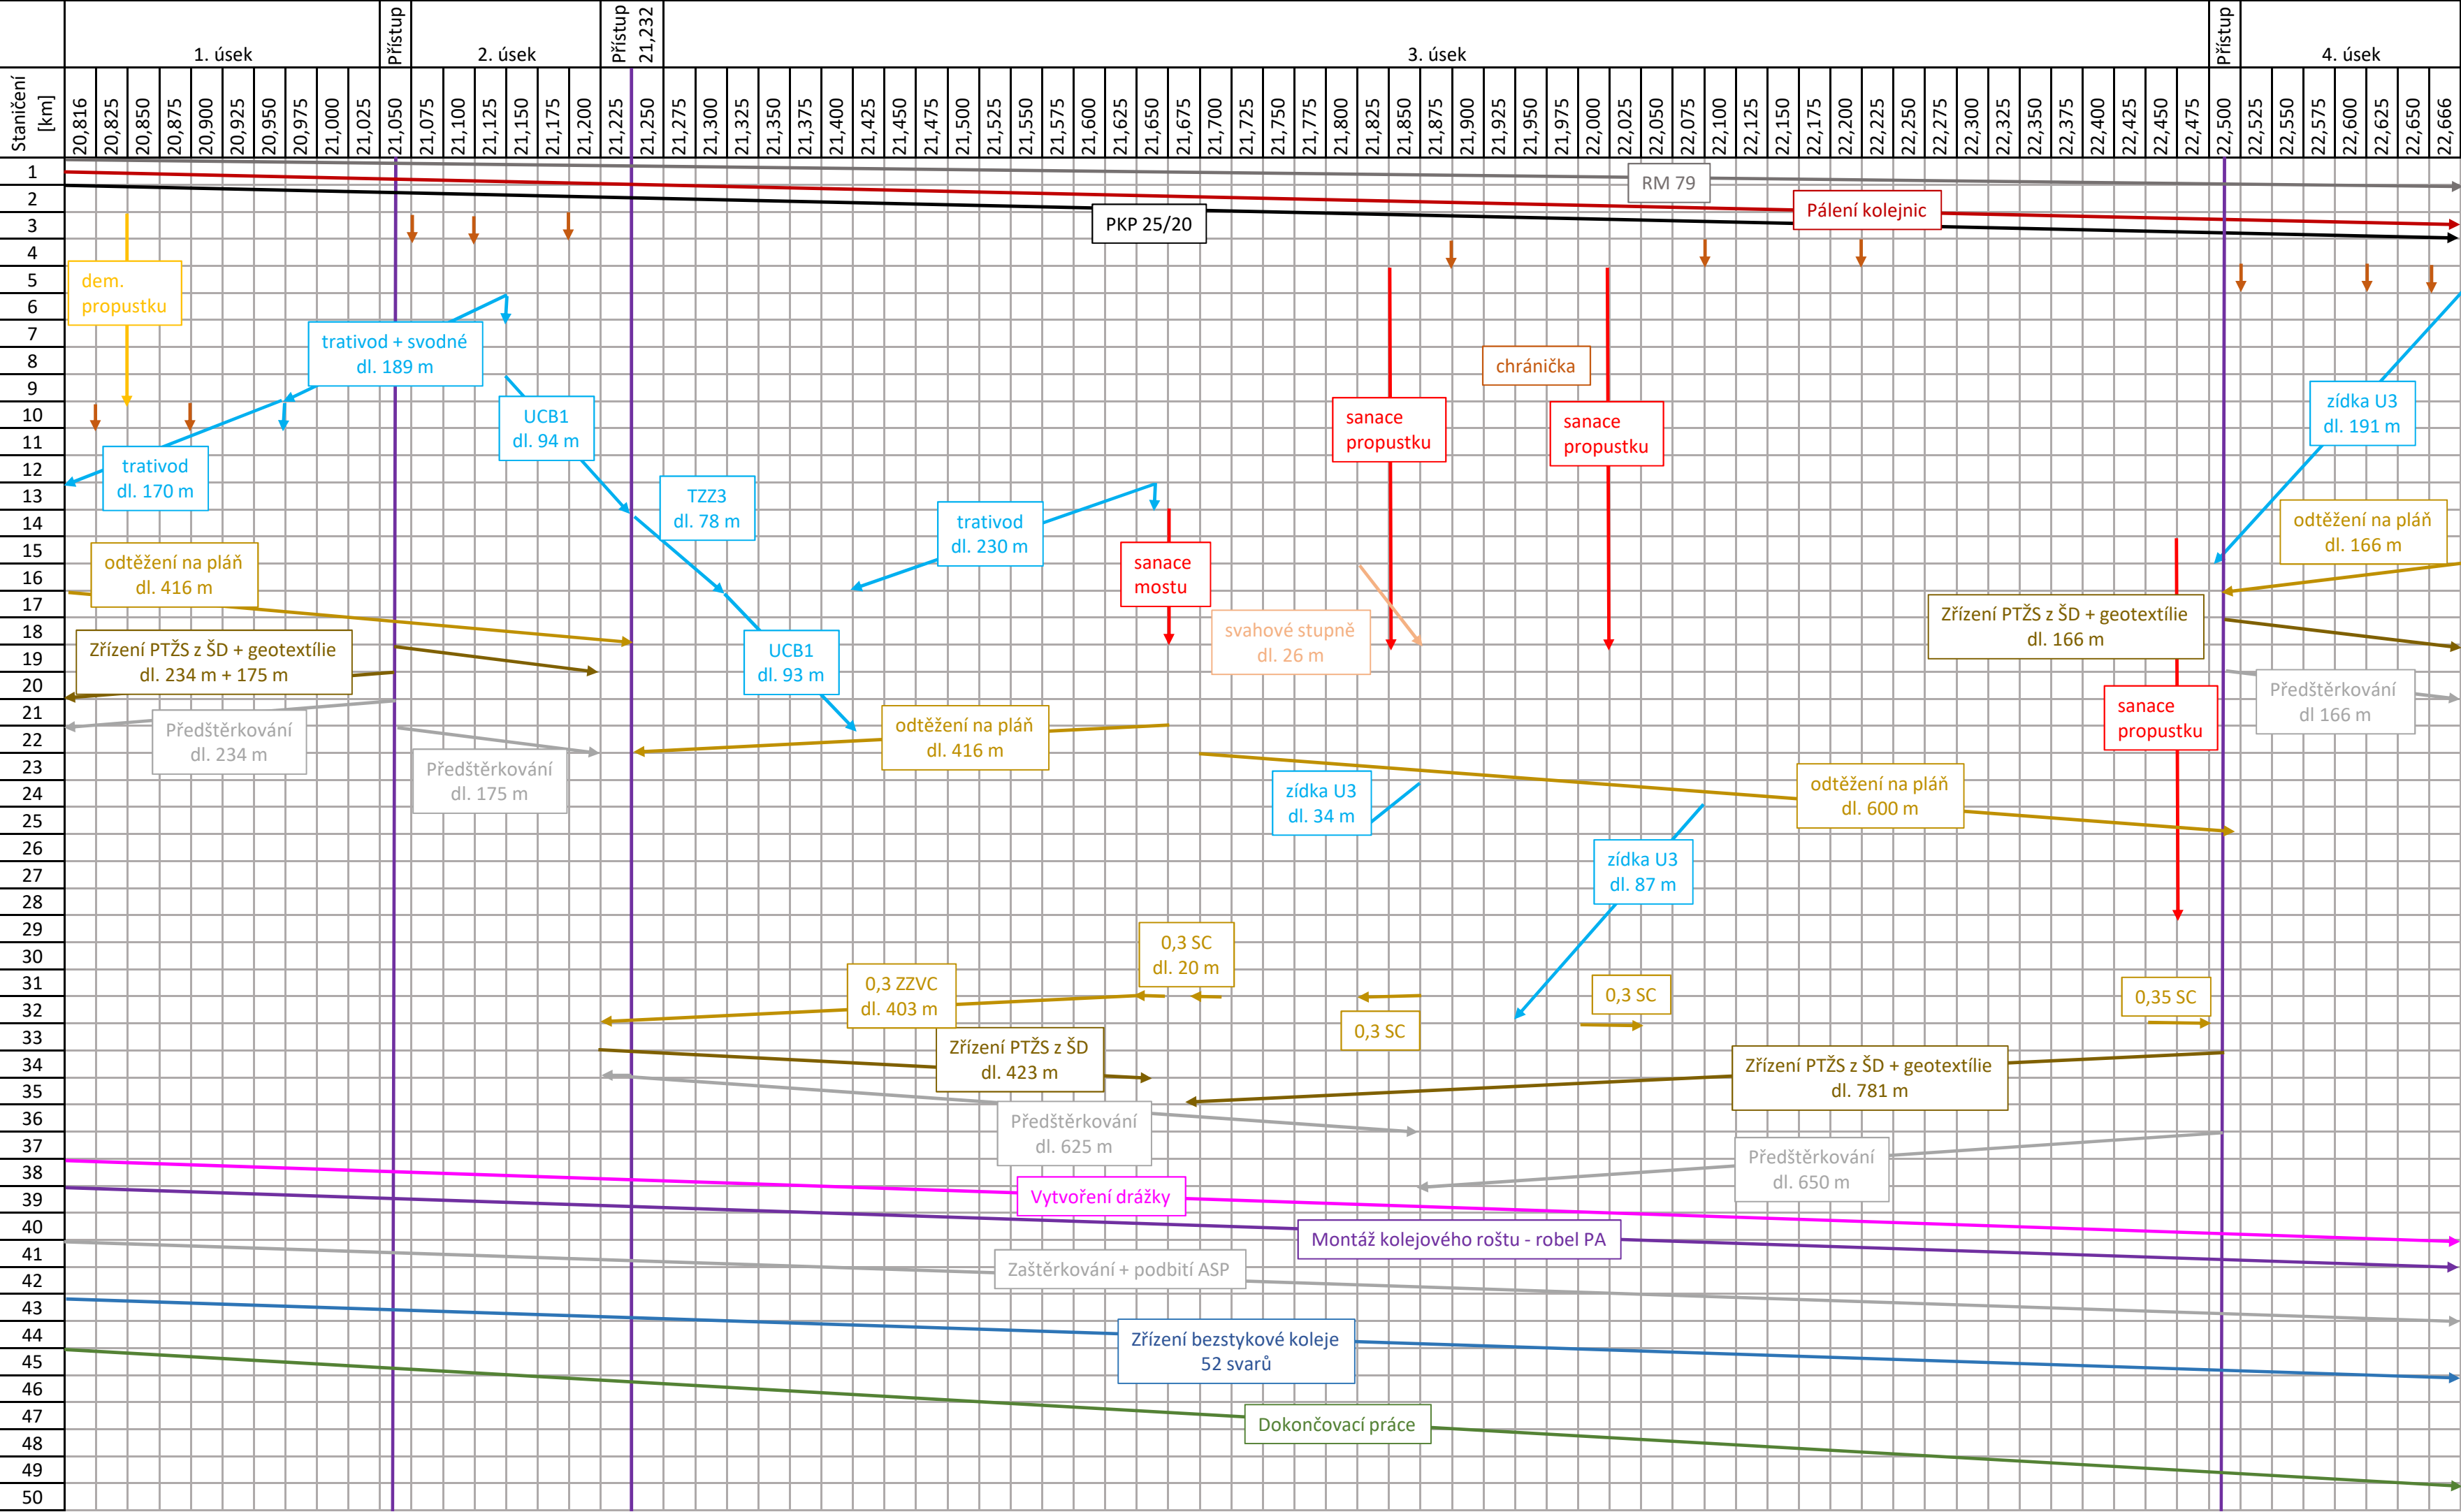 1. úsek
Přístup
2. úsek
Přístup
21,232
3. úsek
Přístup
4. úsek
Staničení
[km]
20,816
20,825
20,850
20,875
20,900
20,925
20,950
20,975
21,000
21,025
21,050
21,075
21,100
21,125
21,150
21,175
21,200
21,225
21,250
21,275
21,300
21,325
21,350
21,375
21,400
21,425
21,450
21,475
21,500
21,525
21,550
21,575
21,600
21,625
21,650
21,675
21,700
21,725
21,750
21,775
21,800
21,825
21,850
21,875
21,900
21,925
21,950
21,975
22,000
22,025
22,050
22,075
22,100
22,125
22,150
22,175
22,200
22,225
22,250
22,275
22,300
22,325
22,350
22,375
22,400
22,425
22,450
22,475
22,500
22,525
22,550
22,575
22,600
22,625
22,650
22,666
1
2
3
4
5
6
7
8
9
10
11
12
13
14
15
16
17
18
19
20
21
22
23
24
25
26
27
28
29
30
31
32
33
34
35
36
37
38
39
40
41
42
43
44
45
46
47
48
49
50
RM 79
Pálení kolejnic
PKP 25/20
dem.
propustku
trativod + svodné
dl. 189 m
chránička
UCB1
dl. 94 m
sanace
propustku
sanace
propustku
zídka U3
dl. 191 m
trativod
dl. 170 m
TZZ3
dl. 78 m
trativod
dl. 230 m
odtěžení na pláň
dl. 166 m
odtěžení na pláň
dl. 416 m
sanace
mostu
Zřízení PTŽS z ŠD + geotextílie
dl. 166 m
svahové stupně
dl. 26 m
Zřízení PTŽS z ŠD + geotextílie
dl. 234 m + 175 m
UCB1
dl. 93 m
Předštěrkování
dl 166 m
sanace
propustku
Předštěrkování
dl. 234 m
odtěžení na pláň
dl. 416 m
Předštěrkování
dl. 175 m
zídka U3
dl. 34 m
odtěžení na pláň
dl. 600 m
zídka U3
dl. 87 m
0,3 SC
dl. 20 m
0,3 ZZVC
dl. 403 m
0,3 SC
0,35 SC
0,3 SC
Zřízení PTŽS z ŠD
dl. 423 m
Zřízení PTŽS z ŠD + geotextílie
dl. 781 m
Předštěrkování
dl. 625 m
Předštěrkování
dl. 650 m
Vytvoření drážky
Montáž kolejového roštu - robel PA
Zaštěrkování + podbití ASP
Zřízení bezstykové koleje
52 svarů
Dokončovací práce